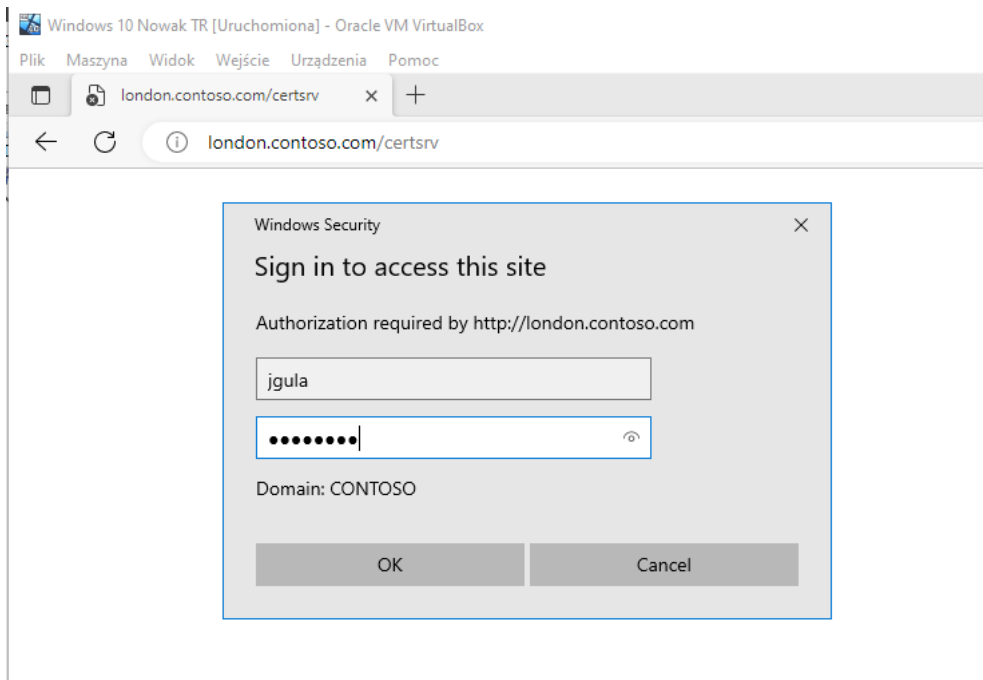 Windows 10 Nowak TR [Uruchomiona] - Oracle VM VirtualBox
Plik Maszyna Widok Wejście Urządzenia Pomoc
london.contoso.com/certsrv
london.contoso.com/certsrv
Windows Security
Sign in to access this site
Authorization required by http://london.contoso.com
jgula
••••••••
Domain: CONTOSO
OK Cancel